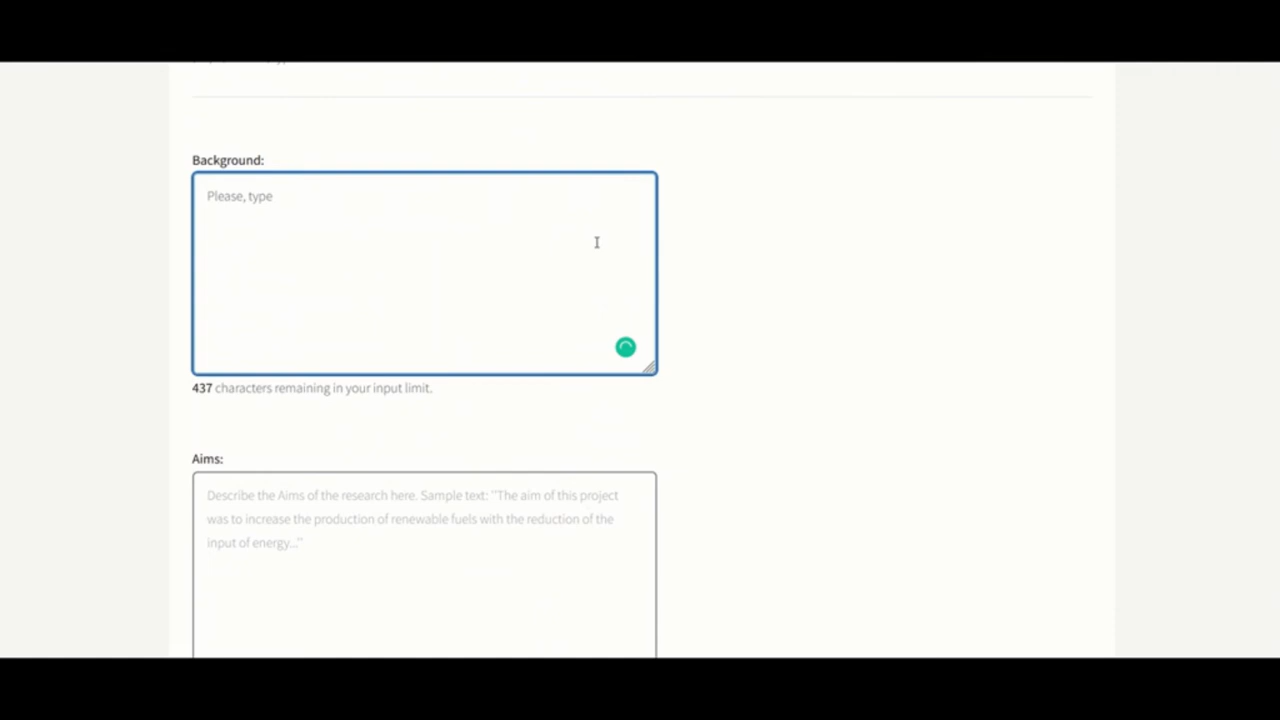 Background:
Please, type
437 characters remaining in your input limit.
Aims:
Describe the Aims of the research here. Sample text: "The aim of this project
was to increase the production of renewable fuels with the reduction of the
input of energy..."